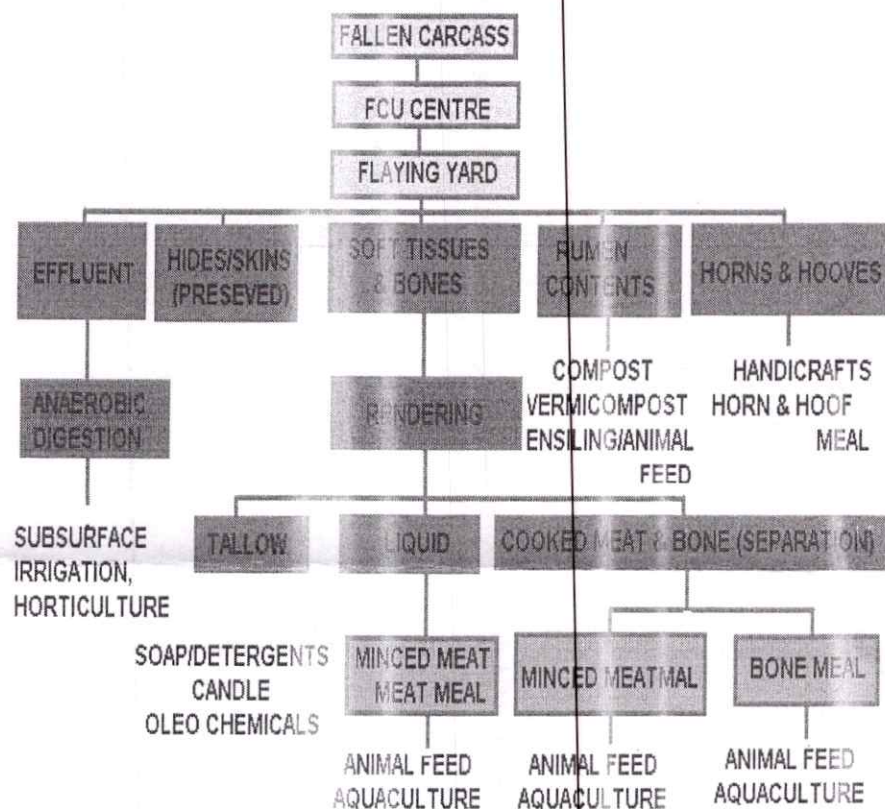 FALLEN CARCASS
FCU CENTRE
FLAYING YARD
EFFLUENT
HIDES/SKINS
(PRESEVED)
SOFT TISSUES
& BONES
RUMEN
CONTENTS
HORNS & HOOVES
ANAEROBIC
DIGESTION
RENDERING
COMPOST
VERMICOMPOST
ENSILING/ANIMAL
FEED
HANDICRAFTS
HORN & HOOF
MEAL
SUBSURFACE
IRRIGATION,
HORTICULTURE
TALLOW
LIQUID
COOKED MEAT & BONE (SEPARATION)
SOAP/DETERGENTS
CANDLE
OLEO CHEMICALS
MINCED MEAT
MEAT MEAL
MINCED MEATMAL
BONE MEAL
ANIMAL FEED
AQUACULTURE
ANIMAL FEED
AQUACULTURE
ANIMAL FEED
AQUACULTURE